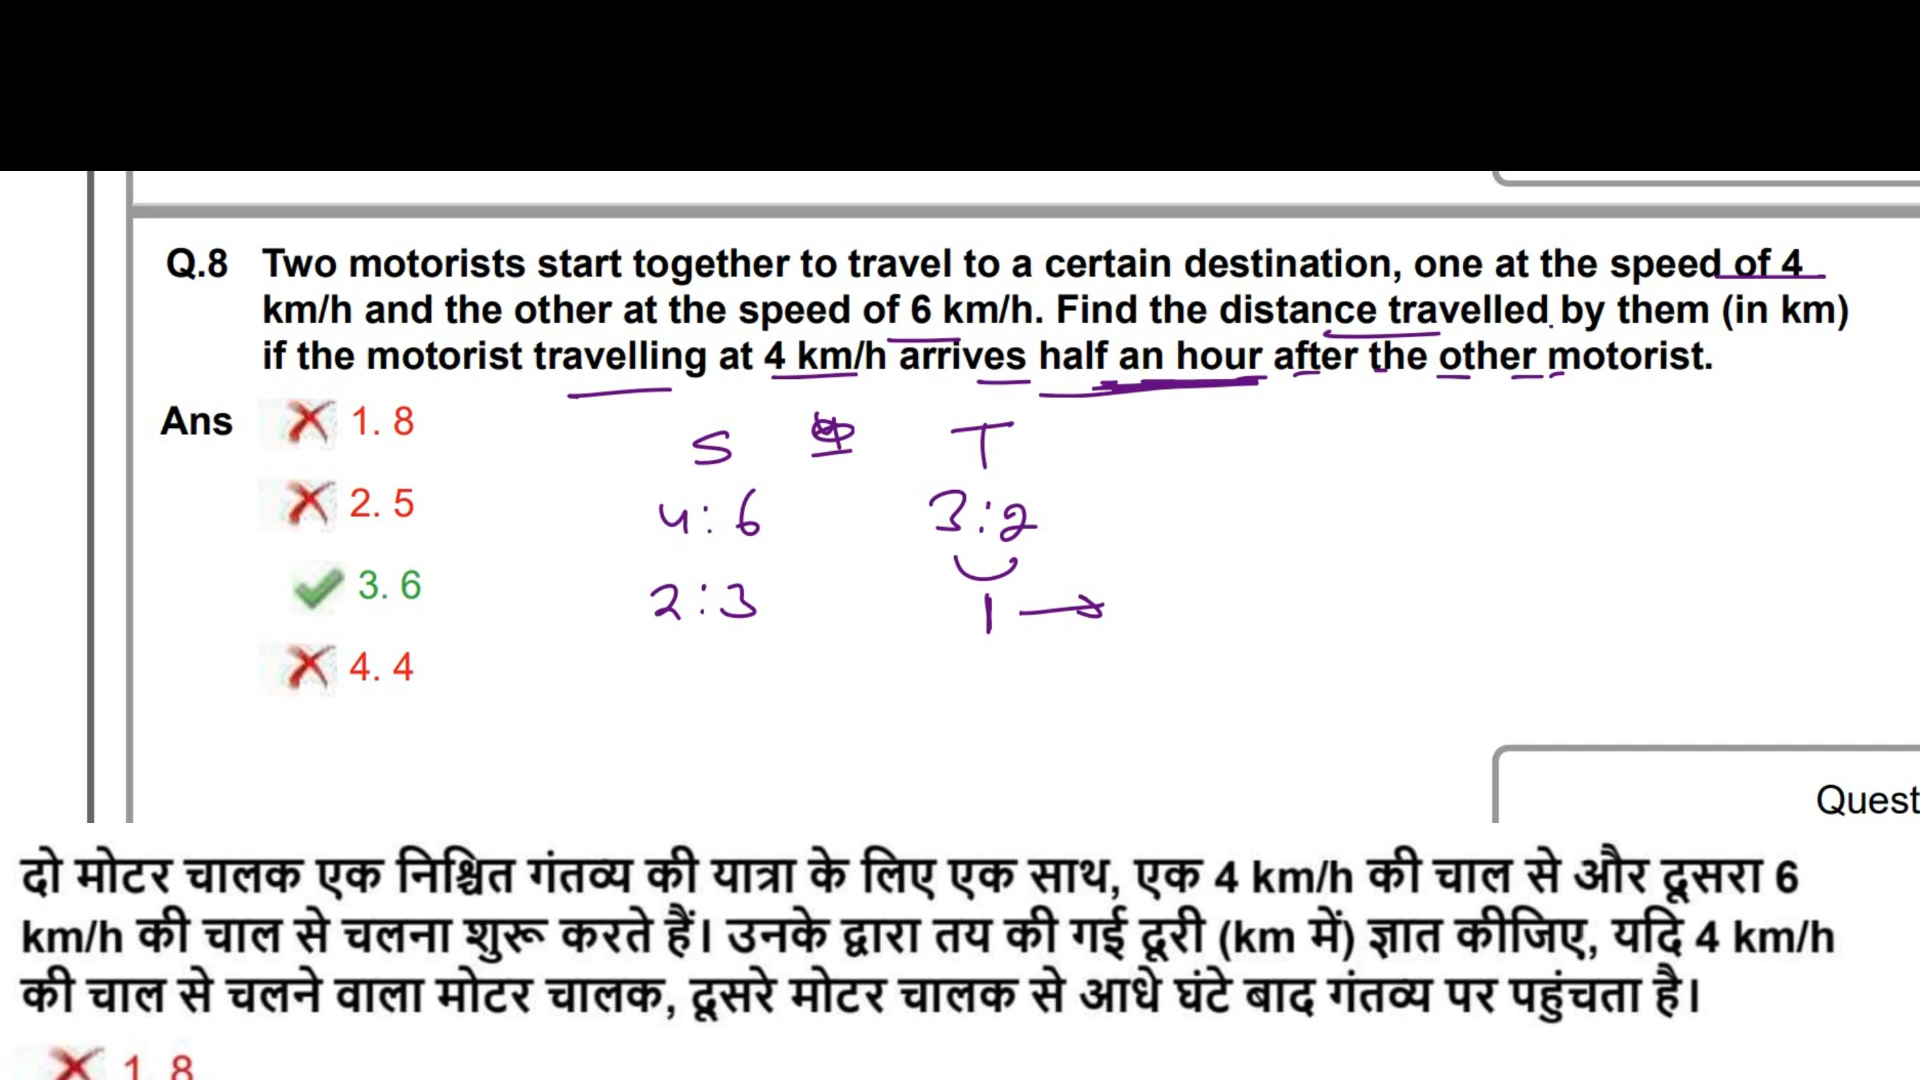 Q.8 Two motorists start together to travel to a certain destination, one at the speed of 4
km/h and the other at the speed of 6 km/h. Find the distance travelled by them (in km)
if the motorist travelling at 4 km/h arrives half an hour after the other motorist.
Ans 1. 8
2. 5
3. 6
4. 4
S T
4:6 3:2
2:3 1
Quest
दो मोटर चालक एक निश्चित गंतव्य की यात्रा के लिए एक साथ, एक 4 km/h की चाल से और दूसरा 6
km/h की चाल से चलना शुरू करते हैं। उनके द्वारा तय की गई दूरी (km में) ज्ञात कीजिए, यदि 4 km/h
की चाल से चलने वाला मोटर चालक, दूसरे मोटर चालक से आधे घंटे बाद गंतव्य पर पहुंचता है।
1. 8